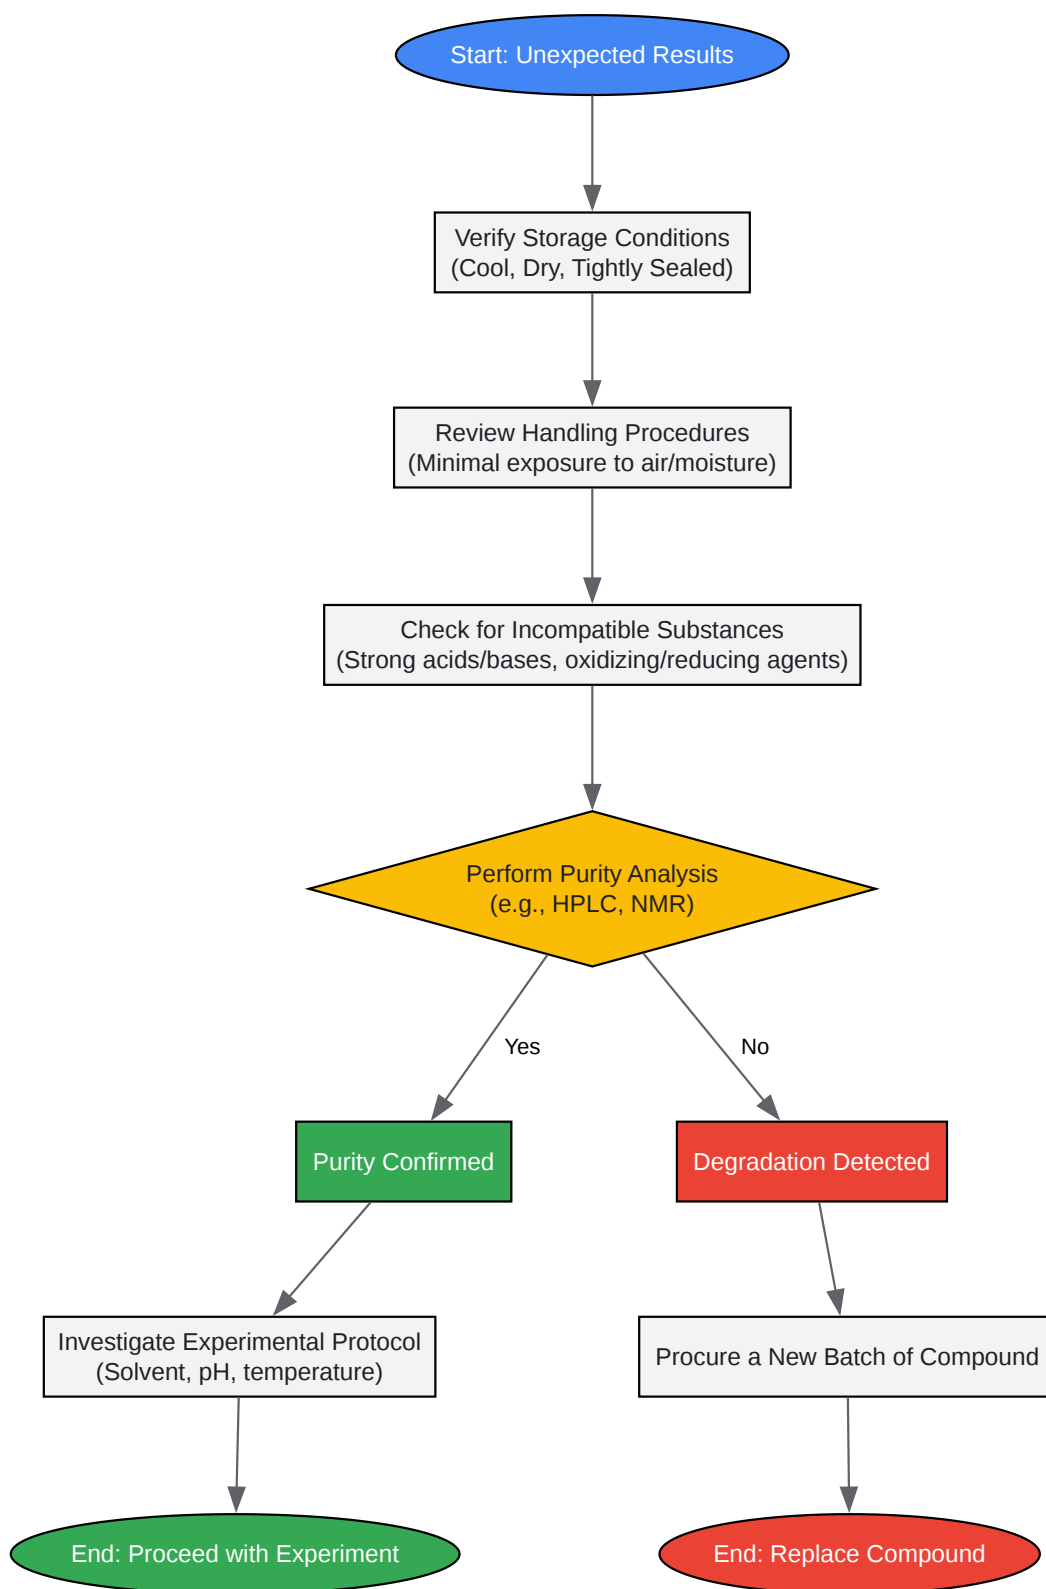 Start: Unexpected Results
Verify Storage Conditions
(Cool, Dry, Tightly Sealed)
Review Handling Procedures
(Minimal exposure to air/moisture)
Check for Incompatible Substances
(Strong acids/bases, oxidizing/reducing agents)
Perform Purity Analysis
(e.g., HPLC, NMR)
Yes
No
Purity Confirmed
Degradation Detected
Investigate Experimental Protocol
(Solvent, pH, temperature)
Procure a New Batch of Compound
End: Proceed with Experiment
End: Replace Compound